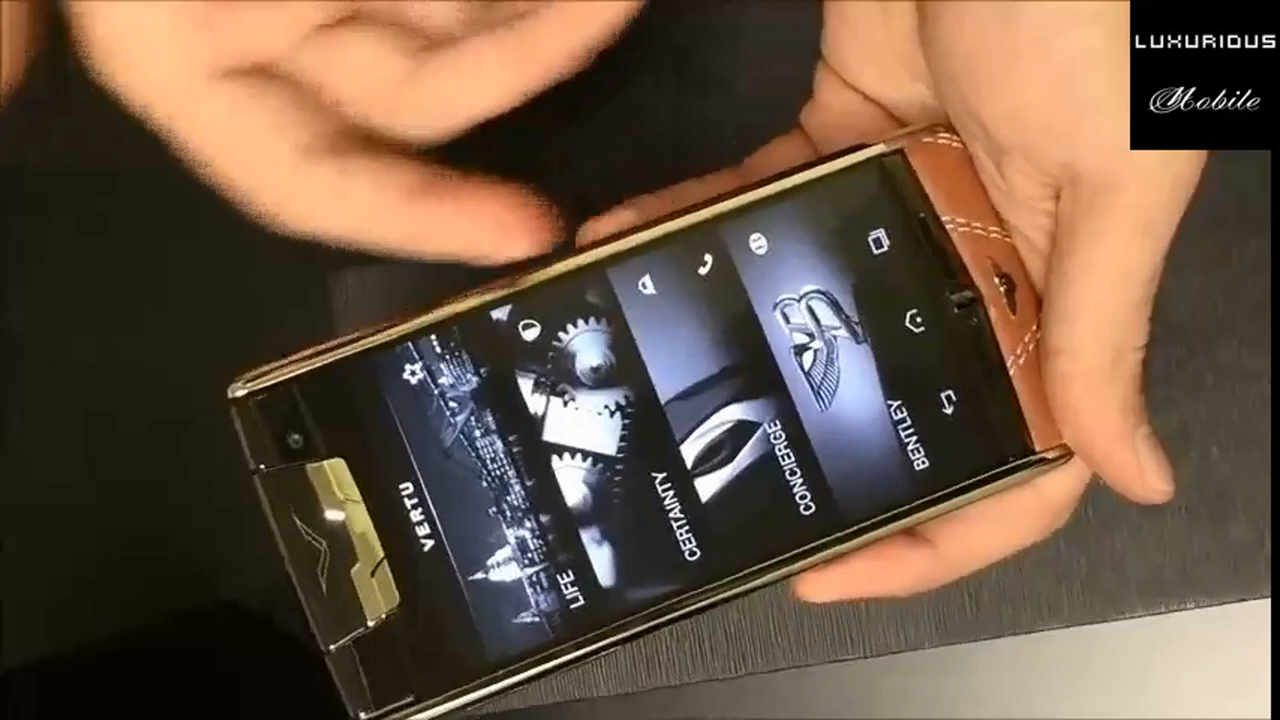 LUXURIOUS
Mobile
VERTU
LIFE
CERTAINTY
CONCIERGE
BENTLEY